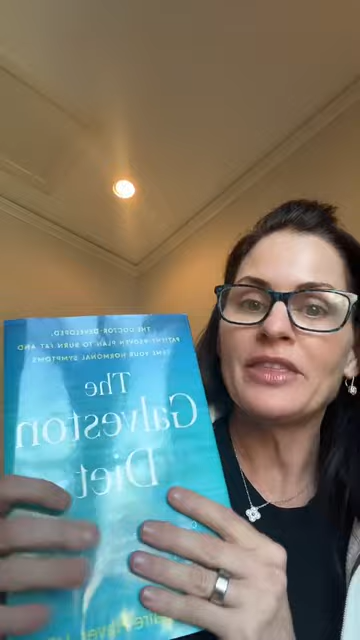 THE DOCTOR-DEVELOPED,
PATIENT-PROVEN PLAN TO BURN FAT AND
TAME YOUR HORMONAL SYMPTOMS
The
Galveston
Diet